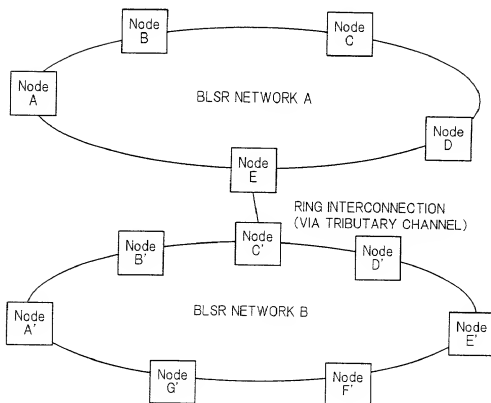 Node
B
Node
C
Node
A
BLSR NETWORK A
Node
D
Node
E
RING INTERCONNECTION
(VIA TRIBUTARY CHANNEL)
Node
B'
Node
C'
Node
D'
Node
A'
BLSR NETWORK B
Node
E'
Node
G'
Node
F'